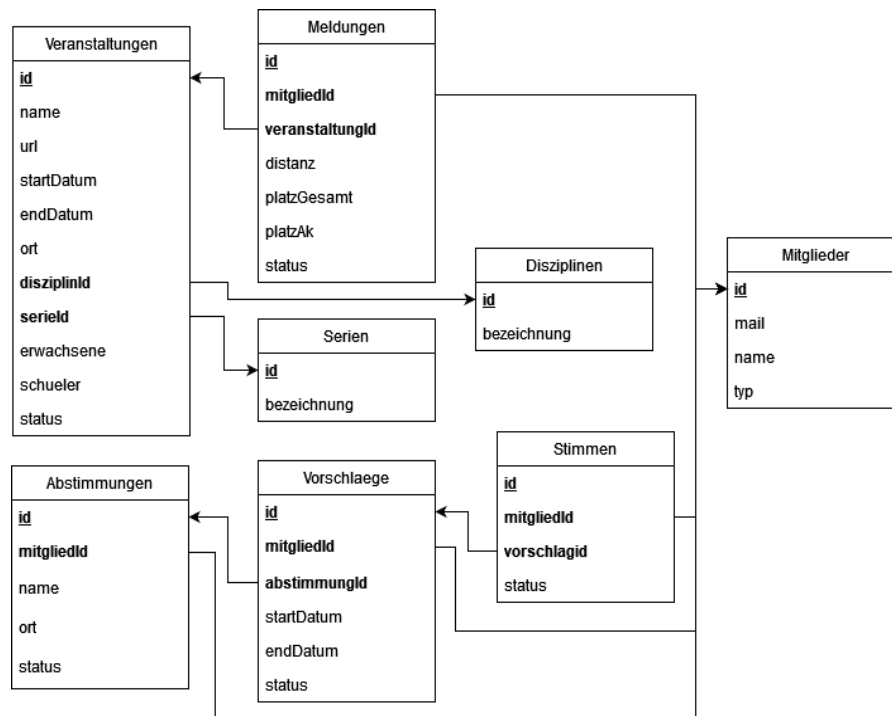 Veranstaltungen
id
name
url
startDatum
endDatum
ort
disziplinId
serieId
erwachsene
schueler
status
Meldungen
id
mitgliedId
veranstaltungId
distanz
platzGesamt
platzAk
status
Disziplinen
id
bezeichnung
Mitglieder
id
mail
name
typ
Serien
id
bezeichnung
Abstimmungen
id
mitgliedId
name
ort
status
Vorschlaege
id
mitgliedId
abstimmungId
startDatum
endDatum
status
Stimmen
id
mitgliedId
vorschlagid
status